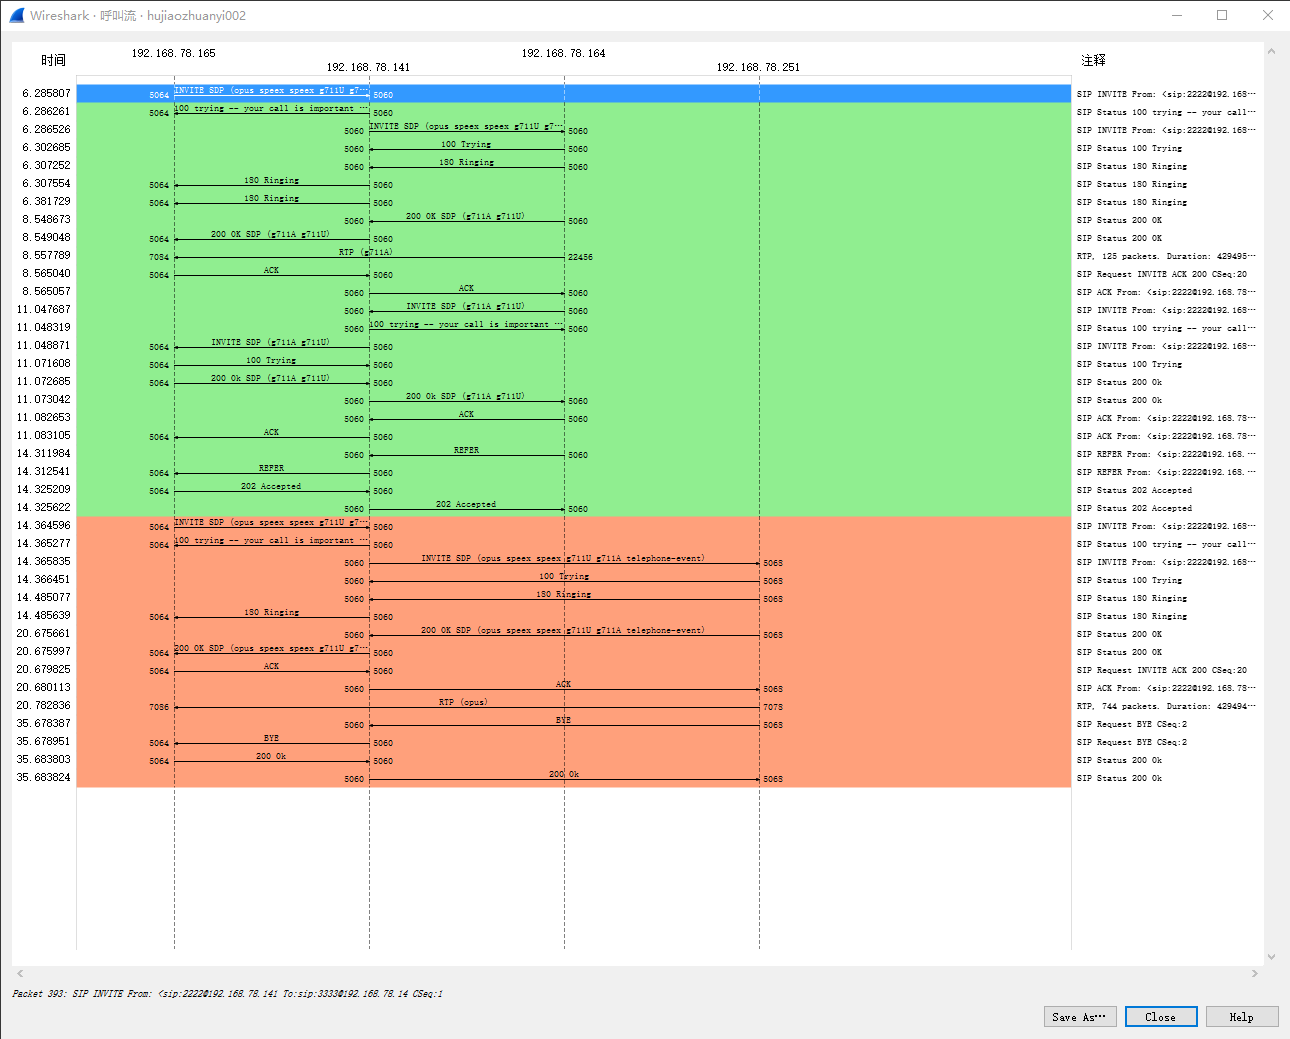 Wireshark · 呼叫流 · hujiaozhuanyi002
时间
192.168.78.165
192.168.78.141
192.168.78.164
192.168.78.251
注释
6.285807 5064 INVITE SDP (opus speex speex g711U g7··· 5060 SIP INVITE From: <sip:2222@192.168···
6.286261 5064 100 trying -- your call is important ··· 5060 SIP Status 100 trying -- your call···
6.286526 5060 INVITE SDP (opus speex speex g711U g7··· 5060 SIP INVITE From: <sip:2222@192.168···
6.302685 5060 100 Trying 5060 SIP Status 100 Trying
6.307252 5060 180 Ringing 5060 SIP Status 180 Ringing
6.307554 5064 180 Ringing 5060 SIP Status 180 Ringing
6.381729 5064 180 Ringing 5060 SIP Status 180 Ringing
8.548673 5060 200 OK SDP (g711A g711U) 5060 SIP Status 200 OK
8.549048 5064 200 OK SDP (g711A g711U) 5060 SIP Status 200 OK
8.557789 7084 RTP (g711A) 22456 RTP, 125 packets. Duration: 429495···
8.565040 5064 ACK 5060 SIP Request INVITE ACK 200 CSeq:20
8.565057 5060 ACK 5060 SIP ACK From: <sip:2222@192.168.78···
11.047687 5060 INVITE SDP (g711A g711U) 5060 SIP INVITE From: <sip:2222@192.168···
11.048319 5060 100 trying -- your call is important ··· 5060 SIP Status 100 trying -- your call···
11.048871 5064 INVITE SDP (g711A g711U) 5060 SIP INVITE From: <sip:2222@192.168···
11.071608 5064 100 Trying 5060 SIP Status 100 Trying
11.072685 5064 200 Ok SDP (g711A g711U) 5060 SIP Status 200 Ok
11.073042 5060 200 Ok SDP (g711A g711U) 5060 SIP Status 200 Ok
11.082653 5060 ACK 5060 SIP ACK From: <sip:2222@192.168.78···
11.083105 5064 ACK 5060 SIP ACK From: <sip:2222@192.168.78···
14.311984 5060 REFER 5060 SIP REFER From: <sip:2222@192.168.···
14.312541 5064 REFER 5060 SIP REFER From: <sip:2222@192.168.···
14.325209 5064 202 Accepted 5060 SIP Status 202 Accepted
14.325622 5060 202 Accepted 5060 SIP Status 202 Accepted
14.364596 5064 INVITE SDP (opus speex speex g711U g7··· 5060 SIP INVITE From: <sip:2222@192.168···
14.365277 5064 100 trying -- your call is important ··· 5060 SIP Status 100 trying -- your call···
14.365835 5060 INVITE SDP (opus speex speex g711U g711A telephone-event) 5068 SIP INVITE From: <sip:2222@192.168···
14.366451 5060 100 Trying 5068 SIP Status 100 Trying
14.485077 5060 180 Ringing 5068 SIP Status 180 Ringing
14.485639 5064 180 Ringing 5060 SIP Status 180 Ringing
20.675661 5060 200 OK SDP (opus speex speex g711U g711A telephone-event) 5068 SIP Status 200 OK
20.675997 5064 200 OK SDP (opus speex speex g711U g7··· 5060 SIP Status 200 OK
20.679825 5064 ACK 5060 SIP Request INVITE ACK 200 CSeq:20
20.680113 5060 ACK 5068 SIP ACK From: <sip:2222@192.168.78···
20.782836 7086 RTP (opus) 7078 RTP, 744 packets. Duration: 429494···
35.678387 5060 BYE 5068 SIP Request BYE CSeq:2
35.678951 5064 BYE 5060 SIP Request BYE CSeq:2
35.683803 5064 200 Ok 5060 SIP Status 200 Ok
35.683824 5060 200 Ok 5068 SIP Status 200 Ok
Packet 393: SIP INVITE From: <sip:2222@192.168.78.141 To:sip:3333@192.168.78.14 CSeq:1
Save As···
Close
Help